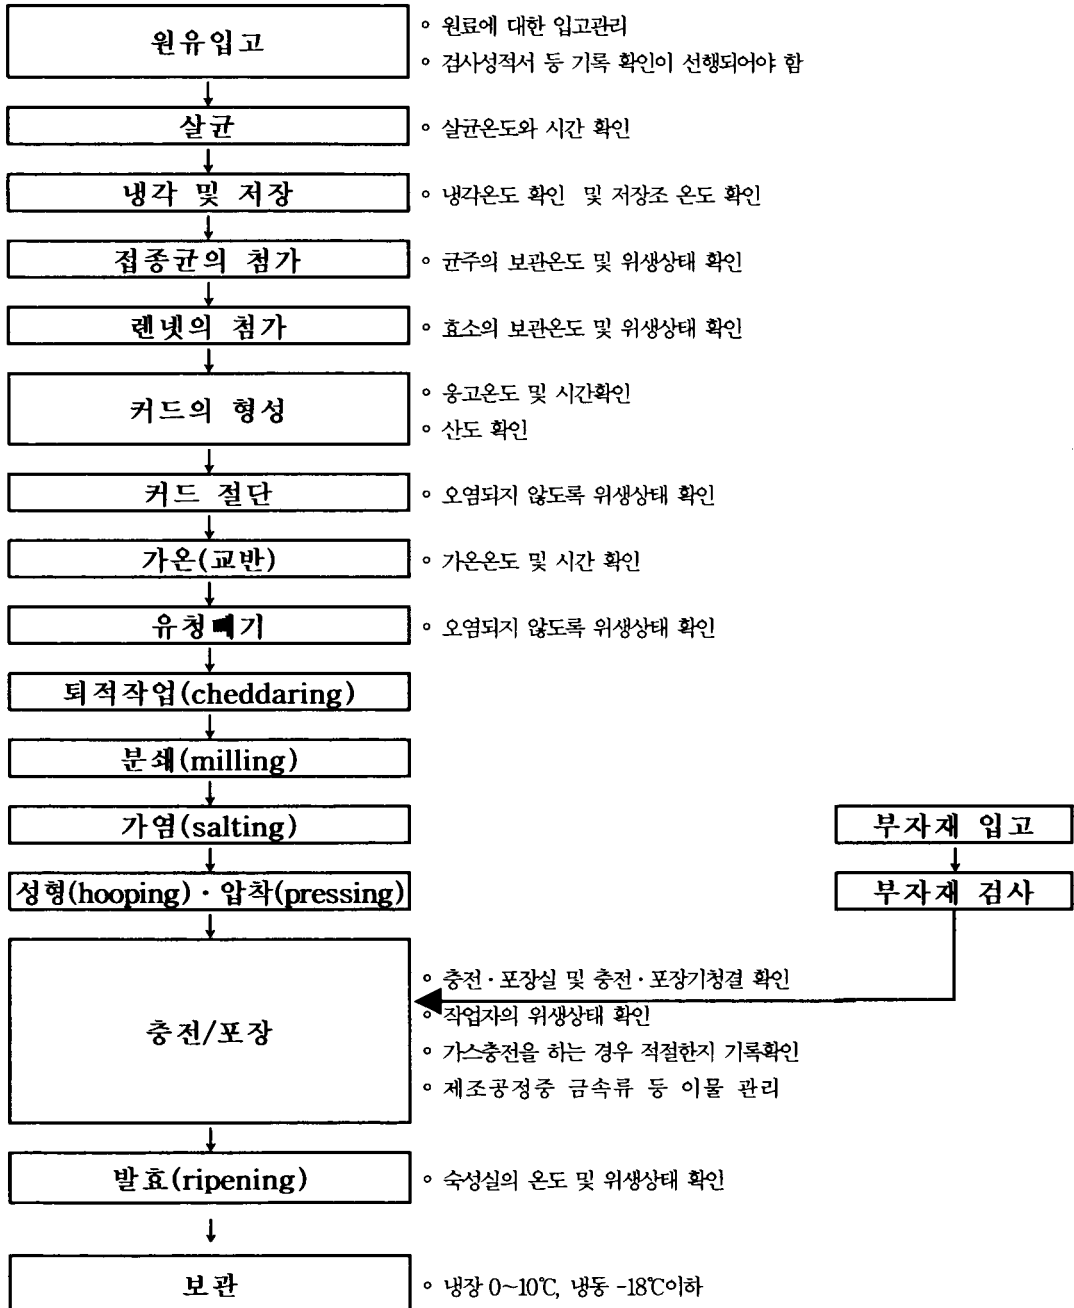 원유입고
◦ 원료에 대한 입고관리
◦ 검사성적서 등 기록 확인이 선행되어야 함
살균
◦ 살균온도와 시간 확인
냉각 및 저장
◦ 냉각온도 확인 및 저장조 온도 확인
접종균의 첨가
◦ 균주의 보관온도 및 위생상태 확인
렌넷의 첨가
◦ 효소의 보관온도 및 위생상태 확인
커드의 형성
◦ 응고온도 및 시간확인
◦ 산도 확인
커드 절단
◦ 오염되지 않도록 위생상태 확인
가온(교반)
◦ 가온온도 및 시간 확인
유청빼기
◦ 오염되지 않도록 위생상태 확인
퇴적작업(cheddaring)
분쇄(milling)
가염(salting)
부자재 입고
성형(hooping)·압착(pressing)
부자재 검사
충전/포장
◦ 충전·포장실 및 충전·포장기청결 확인
◦ 작업자의 위생상태 확인
◦ 가스충전을 하는 경우 적절한지 기록확인
◦ 제조공정중 금속류 등 이물 관리
발효(ripening)
◦ 숙성실의 온도 및 위생상태 확인
보관
◦ 냉장 0~10℃, 냉동 -18℃이하